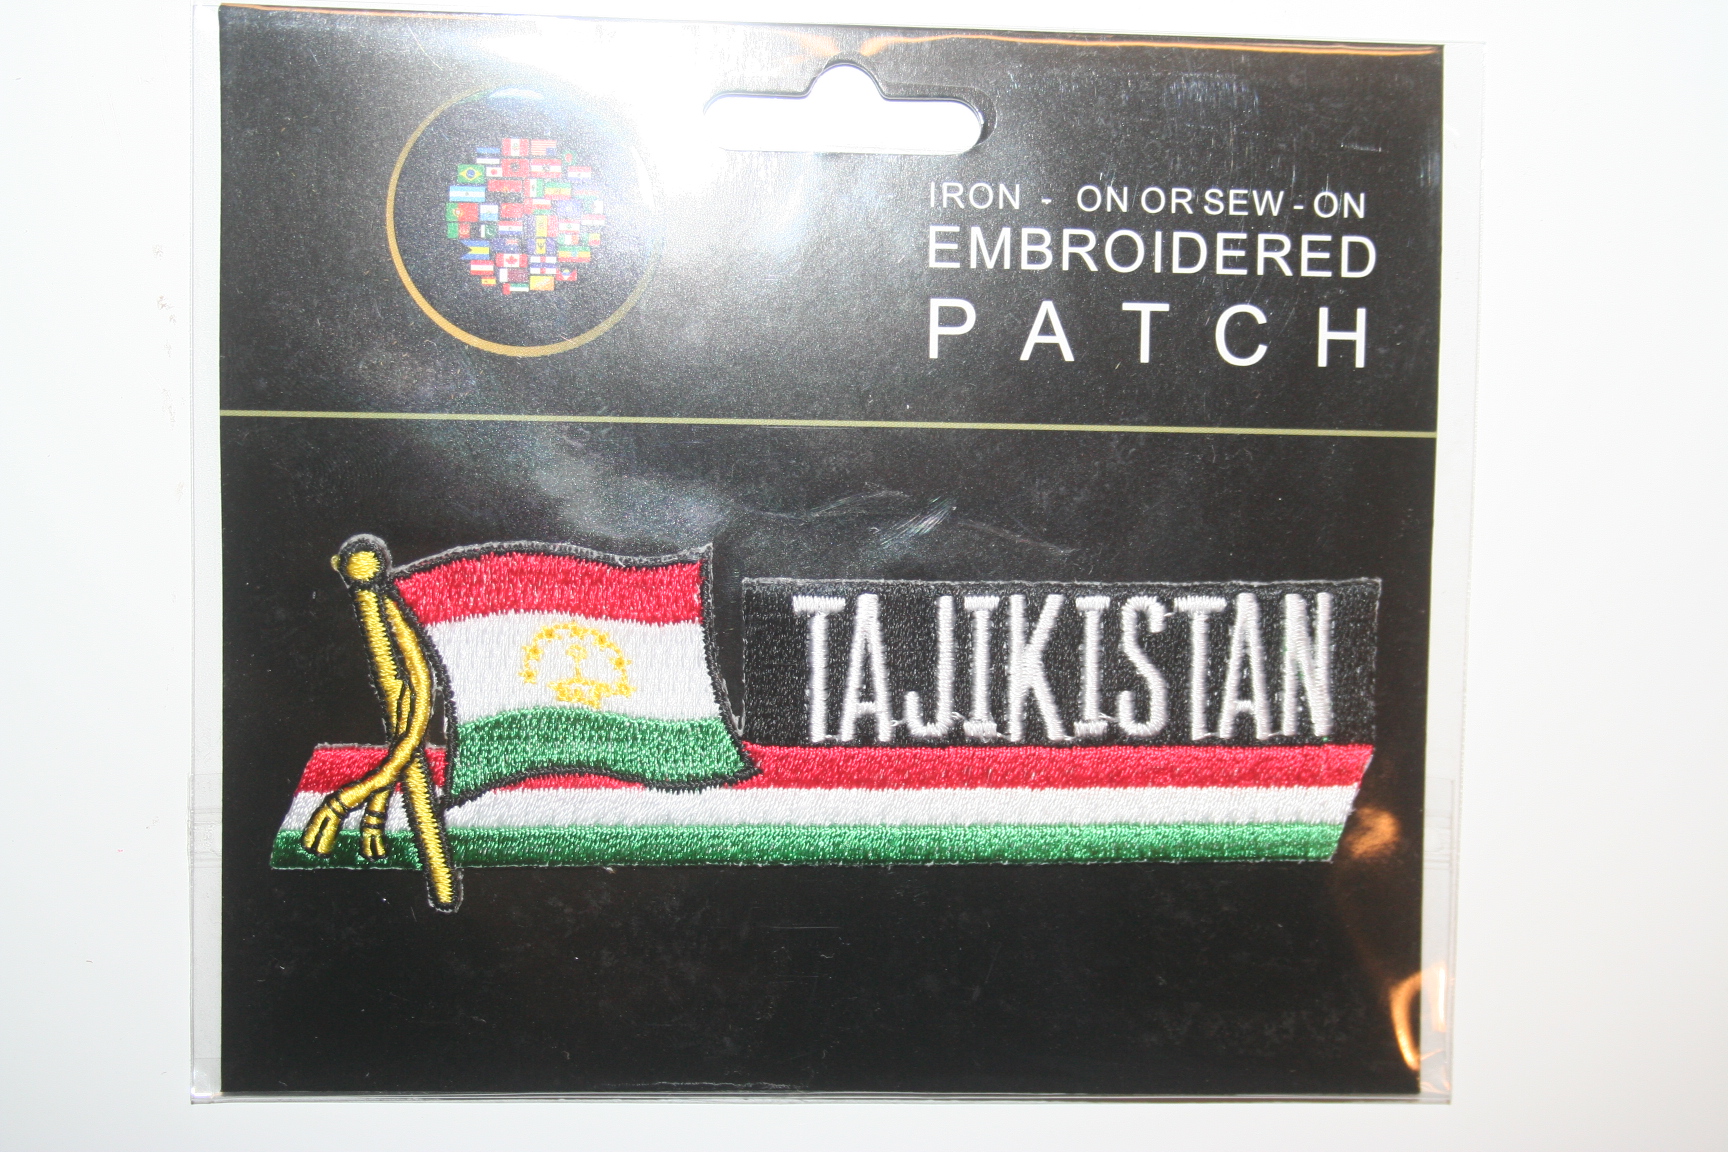 IRON - ON OR SEW - ON
EMBROIDERED
PATCH
TAJIKISTAN